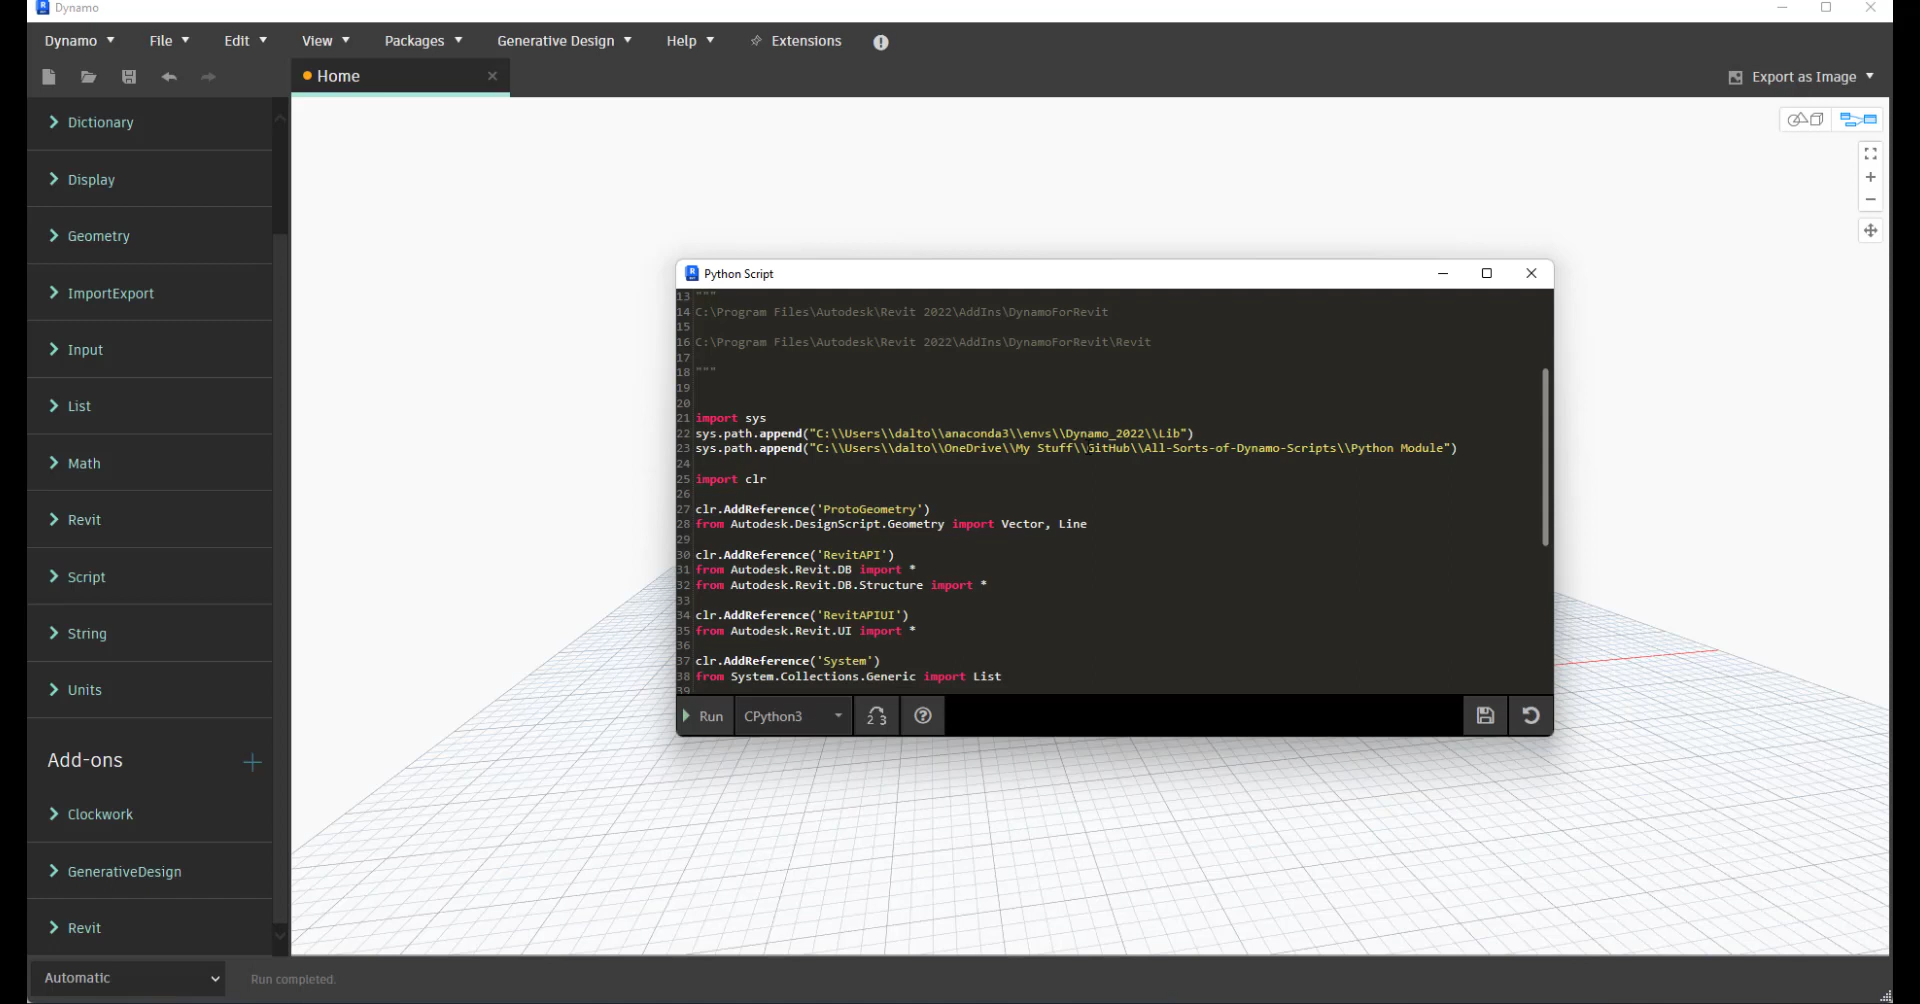 Dynamo
Dynamo File Edit View Packages Generative Design Help Extensions
Home
Export as Image
Dictionary
Display
Geometry
ImportExport
Input
List
Math
Revit
Script
String
Units
Add-ons
Clockwork
GenerativeDesign
Revit
Automatic
Run completed.
Python Script
13 """
14 C:\Program Files\Autodesk\Revit 2022\AddIns\DynamoForRevit
15
16 C:\Program Files\Autodesk\Revit 2022\AddIns\DynamoForRevit\Revit
17
18 """
19
20
21 import sys
22 sys.path.append("C:\\Users\\dalto\\anaconda3\\envs\\Dynamo_2022\\Lib")
23 sys.path.append("C:\\Users\\dalto\\OneDrive\\My Stuff\\GitHub\\All-Sorts-of-Dynamo-Scripts\\Python Module")
24
25 import clr
26
27 clr.AddReference('ProtoGeometry')
28 from Autodesk.DesignScript.Geometry import Vector, Line
29
30 clr.AddReference('RevitAPI')
31 from Autodesk.Revit.DB import *
32 from Autodesk.Revit.DB.Structure import *
33
34 clr.AddReference('RevitAPIUI')
35 from Autodesk.Revit.UI import *
36
37 clr.AddReference('System')
38 from System.Collections.Generic import List
39
Run CPython3 2 3